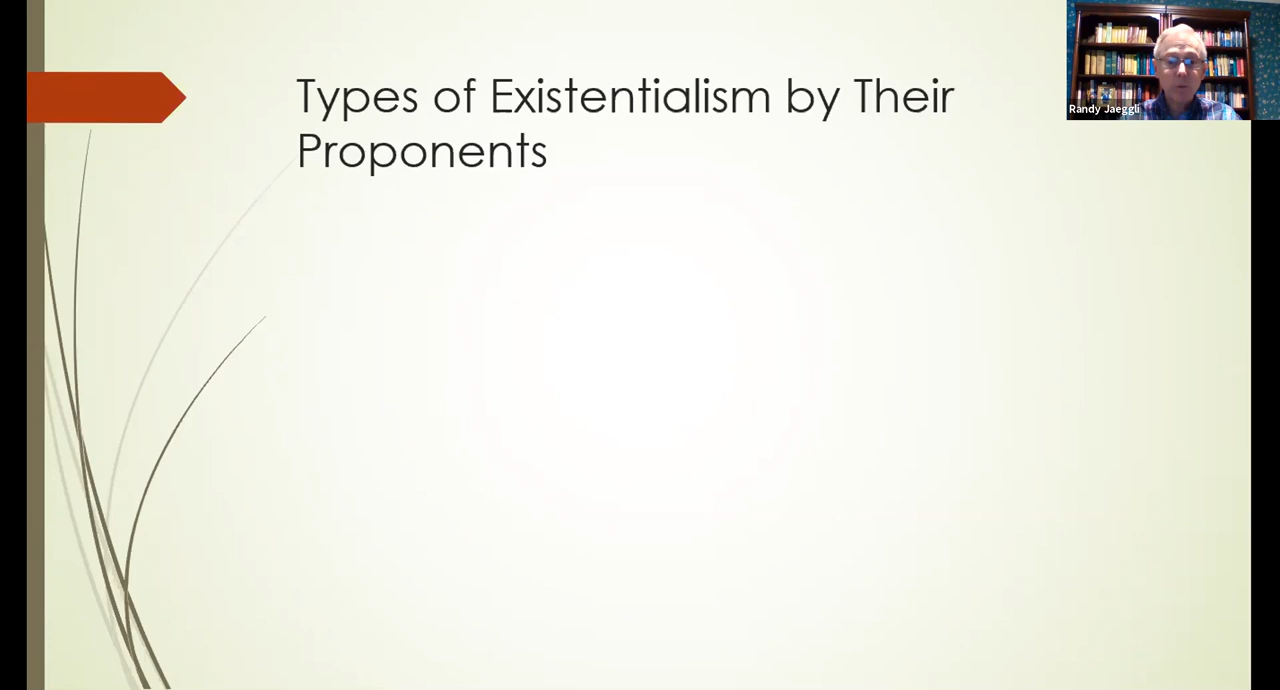 Types of Existentialism by Their
Proponents
Randy Jaeggli